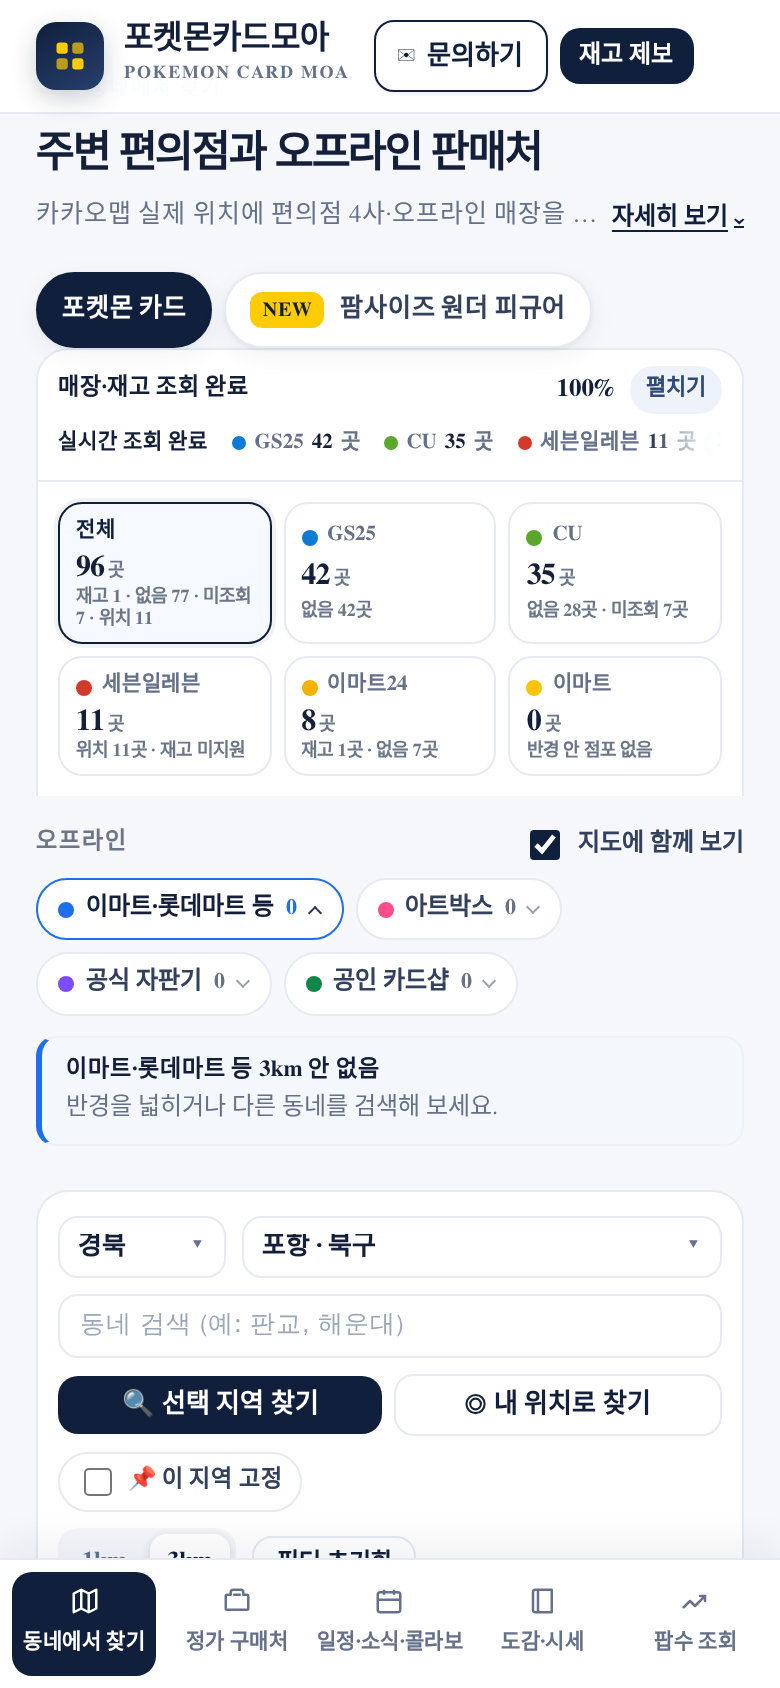 포켓몬카드모아
POKEMON CARD MOA
✉ 문의하기
재고 제보
주변 편의점과 오프라인 판매처
카카오맵 실제 위치에 편의점 4사·오프라인 매장을 … 자세히 보기
포켓몬 카드
NEW 팜사이즈 원더 피규어
매장·재고 조회 완료 100% 펼치기
실시간 조회 완료 GS25 42 곳 CU 35 곳 세븐일레븐 11 곳
전체
96곳
재고 1 · 없음 77 · 미조회
7 · 위치 11
GS25
42곳
없음 42곳
CU
35곳
없음 28곳 · 미조회 7곳
세븐일레븐
11곳
위치 11곳 · 재고 미지원
이마트24
8곳
재고 1곳 · 없음 7곳
이마트
0곳
반경 안 점포 없음
오프라인 지도에 함께 보기
이마트·롯데마트 등 0 아트박스 0
공식 자판기 0 공인 카드샵 0
이마트·롯데마트 등 3km 안 없음
반경을 넓히거나 다른 동네를 검색해 보세요.
경북 포항 · 북구
동네 검색 (예: 판교, 해운대)
🔍 선택 지역 찾기 ◎ 내 위치로 찾기
📌 이 지역 고정
1km 3km 필터 초기화
동네에서 찾기 정가 구매처 일정·소식·콜라보 도감·시세 팝수 조회